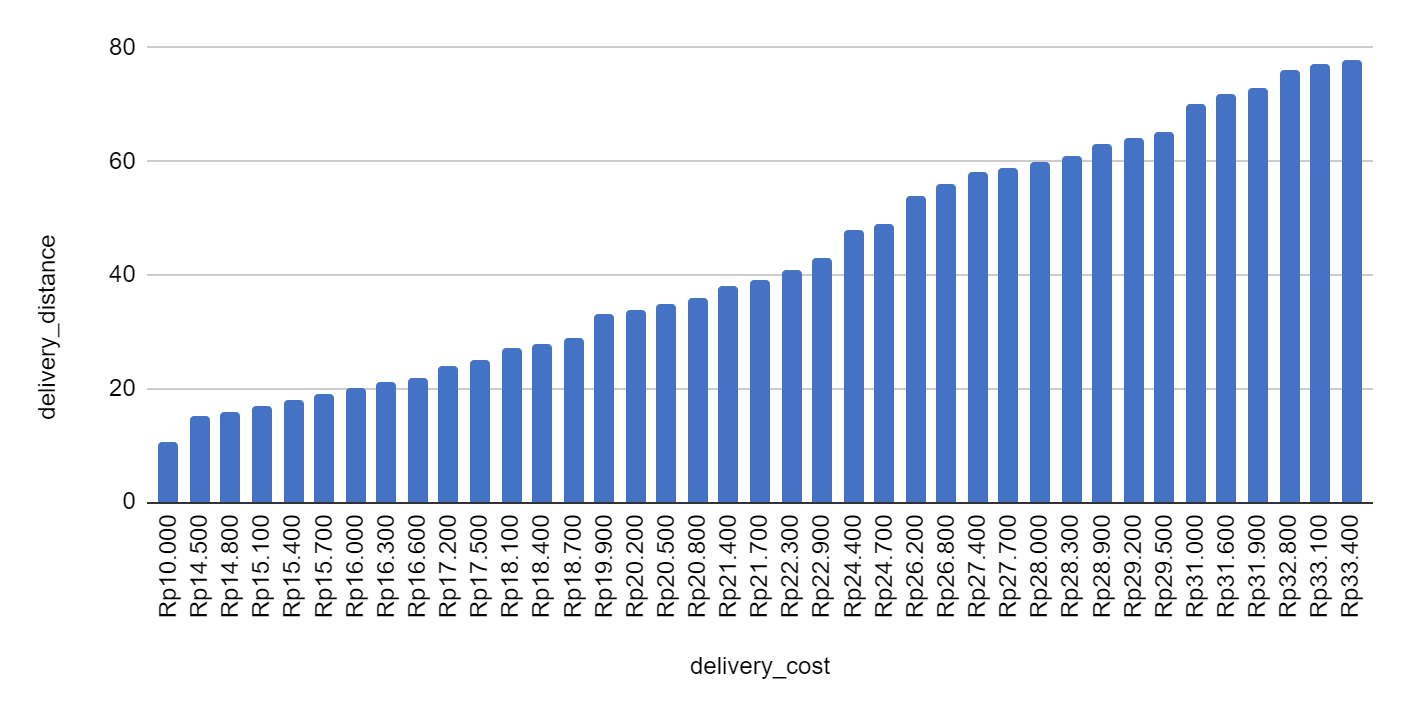 80
60
40
20
0
delivery_distance
Rp10.000
Rp14.500
Rp14.800
Rp15.100
Rp15.400
Rp15.700
Rp16.000
Rp16.300
Rp16.600
Rp17.200
Rp17.500
Rp18.100
Rp18.400
Rp18.700
Rp19.900
Rp20.200
Rp20.500
Rp20.800
Rp21.400
Rp21.700
Rp22.300
Rp22.900
Rp24.400
Rp24.700
Rp26.200
Rp26.800
Rp27.400
Rp27.700
Rp28.000
Rp28.300
Rp28.900
Rp29.200
Rp29.500
Rp31.000
Rp31.600
Rp31.900
Rp32.800
Rp33.100
Rp33.400
delivery_cost